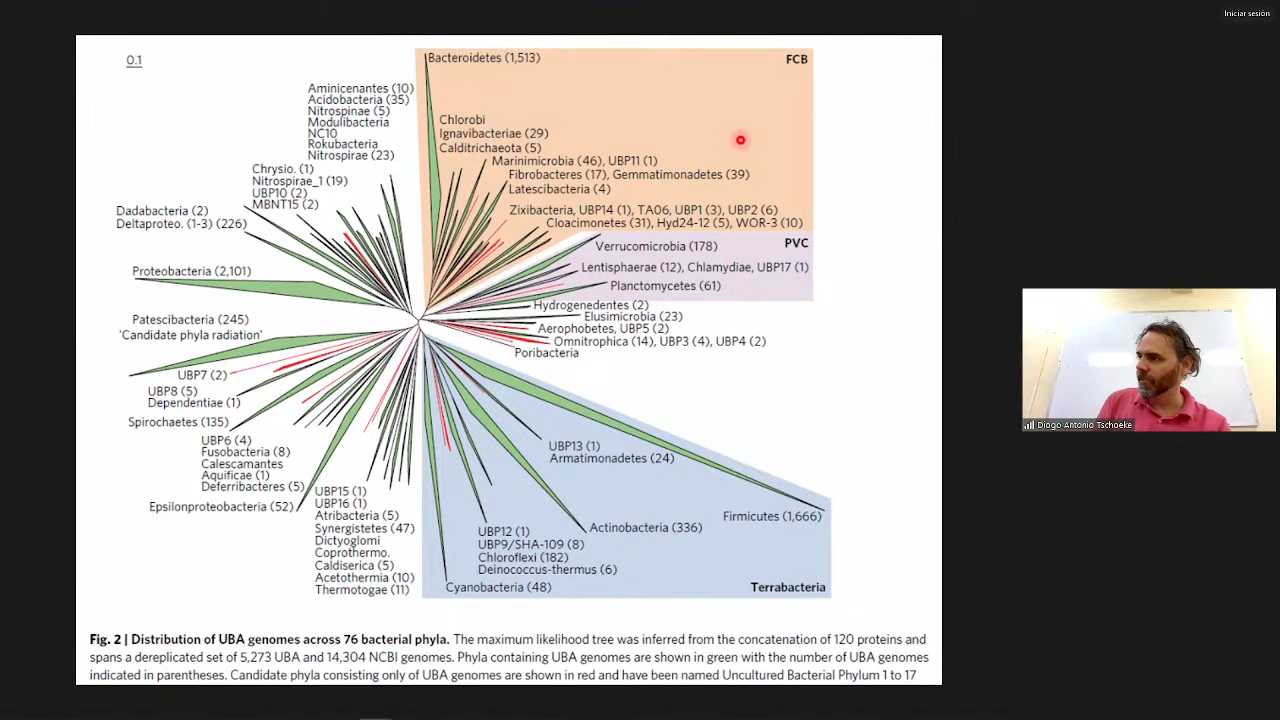 Iniciar sesión
0.1
Bacteroidetes (1,513)
FCB
Aminicenantes (10)
Acidobacteria (35)
Nitrospinae (5)
Modulibacteria
NC10
Rokubacteria
Nitrospirae (23)
Chlorobi
Ignavibacteriae (29)
Calditrichaeota (5)
Marinimicrobia (46), UBP11 (1)
Fibrobacteres (17), Gemmatimonadetes (39)
Latescibacteria (4)
Zixibacteria, UBP14 (1), TA06, UBP1 (3), UBP2 (6)
Cloacimonetes (31), Hyd24-12 (5), WOR-3 (10)
Chrysio. (1)
Nitrospirae_1 (19)
UBP10 (2)
MBNT15 (2)
Dadabacteria (2)
Deltaproteo. (1-3) (226)
Proteobacteria (2,101)
PVC
Verrucomicrobia (178)
Lentisphaerae (12), Chlamydiae, UBP17 (1)
Planctomycetes (61)
Hydrogenedentes (2)
Elusimicrobia (23)
Aerophobetes, UBP5 (2)
Omnitrophica (14), UBP3 (4), UBP4 (2)
Poribacteria
Patescibacteria (245)
'Candidate phyla radiation'
UBP7 (2)
UBP8 (5)
Dependentiae (1)
Spirochaetes (135)
UBP6 (4)
Fusobacteria (8)
Calescamantes
Aquificae (1)
Deferribacteres (5)
Epsilonproteobacteria (52)
UBP15 (1)
UBP16 (1)
Atribacteria (5)
Synergistetes (47)
Dictyoglomi
Coprothermo.
Caldiserica (5)
Acetothermia (10)
Thermotogae (11)
UBP13 (1)
Armatimonadetes (24)
Firmicutes (1,666)
Actinobacteria (336)
UBP12 (1)
UBP9/SHA-109 (8)
Chloroflexi (182)
Deinococcus-thermus (6)
Cyanobacteria (48)
Terrabacteria
Diogo Antonio Tschoeke
Fig. 2 | Distribution of UBA genomes across 76 bacterial phyla. The maximum likelihood tree was inferred from the concatenation of 120 proteins and
spans a dereplicated set of 5,273 UBA and 14,304 NCBI genomes. Phyla containing UBA genomes are shown in green with the number of UBA genomes
indicated in parentheses. Candidate phyla consisting only of UBA genomes are shown in red and have been named Uncultured Bacterial Phylum 1 to 17